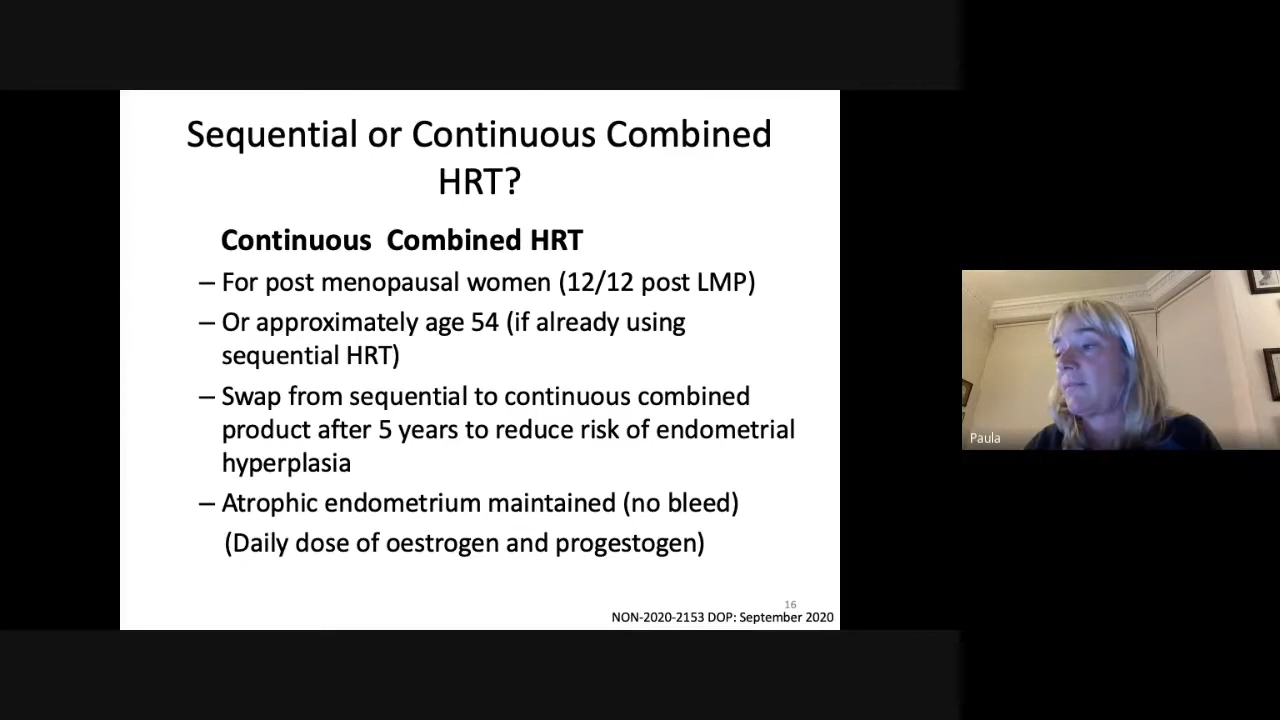 Sequential or Continuous Combined
HRT?
Continuous  Combined HRT
– For post menopausal women (12/12 post LMP)
– Or approximately age 54 (if already using
sequential HRT)
– Swap from sequential to continuous combined
product after 5 years to reduce risk of endometrial
hyperplasia
– Atrophic endometrium maintained (no bleed)
(Daily dose of oestrogen and progestogen)
16
NON-2020-2153 DOP: September 2020
Paula